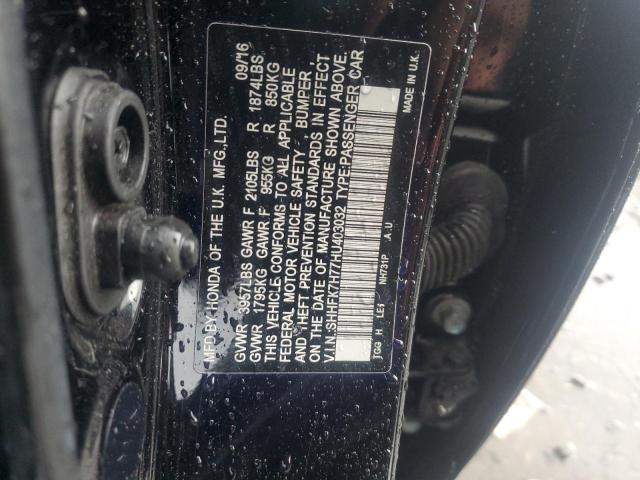 MFD.BY HONDA OF THE U.K. MFG.,LTD. 09/16
GVWR 3957LBS GAWR F 2105LBS R 1874LBS
GVWR 1795KG GAWR F 955KG R 850KG
THIS VEHICLE CONFORMS TO ALL APPLICABLE
FEDERAL MOTOR VEHICLE SAFETY, BUMPER
AND THEFT PREVENTION STANDARDS IN EFFECT
ON THE DATE OF MANUFACTURE SHOWN ABOVE.
V.I.N.:SHHFK7H77HU403032 TYPE:PASSENGER CAR
TGG H LE1 NH731P A.U MADE IN U.K.